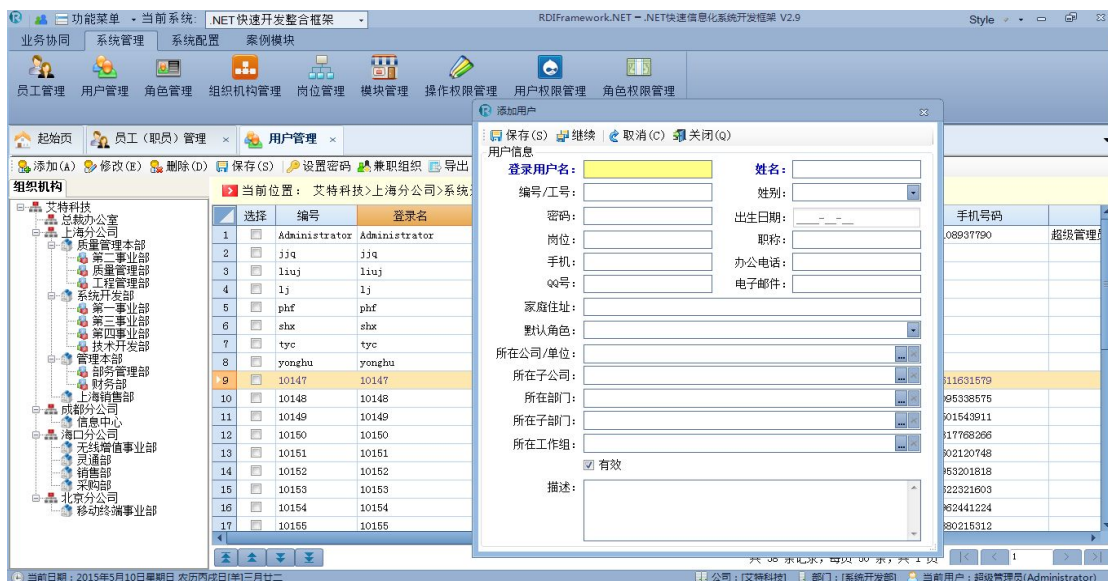 功能菜单 当前系统: .NET快速开发整合框架 RDIFramework.NET - .NET快速信息化系统开发框架 V2.9 Style
业务协同 系统管理 系统配置 案例模块
员工管理 用户管理 角色管理 组织机构管理 岗位管理 模块管理 操作权限管理 用户权限管理 角色权限管理
添加用户
起始页 员工（职员）管理 × 用户管理 ×
保存(S) 继续 取消(C) 关闭(Q)
添加(A) 修改(E) 删除(D) 保存(S) 设置密码 兼职组织 导出
组织机构
当前位置： 艾特科技>上海分公司>系统
艾特科技
总裁办公室
上海分公司
质量管理本部
第二事业部
质量管理部
工程管理部
系统开发部
第一事业部
第三事业部
第四事业部
技术开发部
管理本部
部务管理部
财务部
上海销售部
成都分公司
信息中心
海口分公司
无线增值事业部
灵通部
销售部
采购部
北京分公司
移动终端事业部
选择 编号 登录名 手机号码
1 Administrator Administrator .08937790 超级管理员
2 jjq jjq
3 liuj liuj
4 lj lj
5 phf phf
6 shx shx
7 tyc tyc
8 yonghu yonghu
9 10147 10147 511631579
10 10148 10148 095338575
11 10149 10149 501543911
12 10150 10150 817768266
13 10151 10151 502120748
14 10152 10152 953201818
15 10153 10153 522321603
16 10154 10154 962441224
17 10155 10155 880215312
用户信息
登录用户名： 姓名：
编号/工号： 姓别：
密码： 出生日期： ____-__-__
岗位： 职称：
手机： 办公电话：
QQ号： 电子邮件：
家庭住址：
默认角色：
所在公司/单位：
所在子公司：
所在部门：
所在子部门：
所在工作组：
有效
描述：
1
当前日期：2015年5月10日星期日 农历丙戌日[羊]三月廿二 公司：[艾特科技] 部门：[系统开发部] 当前用户：超级管理员(Administrator)